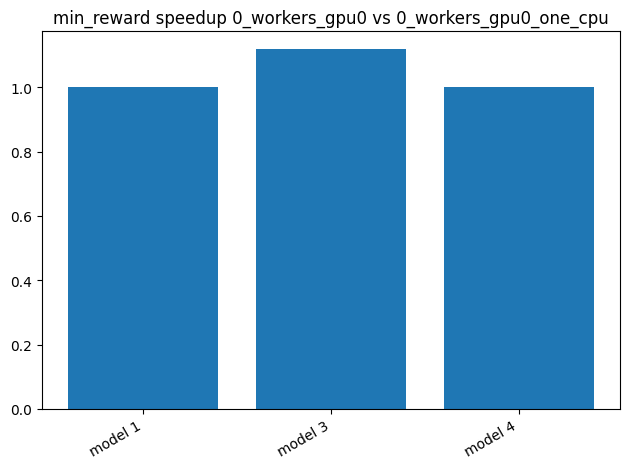 min_reward speedup 0_workers_gpu0 vs 0_workers_gpu0_one_cpu
1.0
0.8
0.6
0.4
0.2
0.0
model 1
model 3
model 4